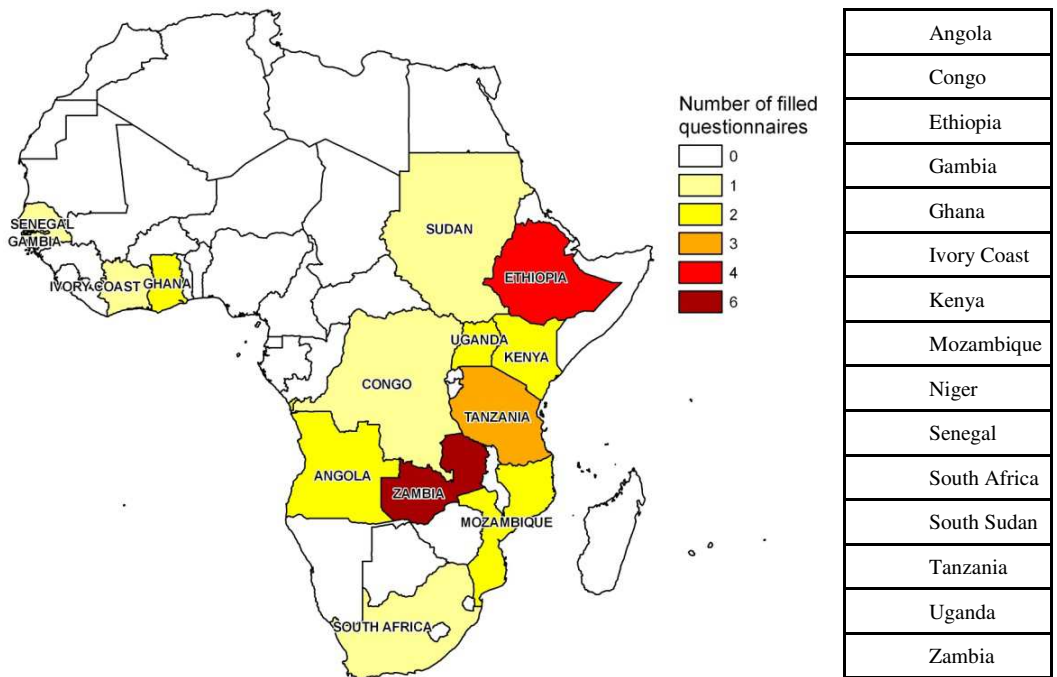 SENEGAL
GAMBIA
IVORY COAST
GHANA
SUDAN
ETHIOPIA
UGANDA
KENYA
CONGO
TANZANIA
ANGOLA
ZAMBIA
MOZAMBIQUE
SOUTH AFRICA
Number of filled
questionnaires
0
1
2
3
4
6
Angola
Congo
Ethiopia
Gambia
Ghana
Ivory Coast
Kenya
Mozambique
Niger
Senegal
South Africa
South Sudan
Tanzania
Uganda
Zambia